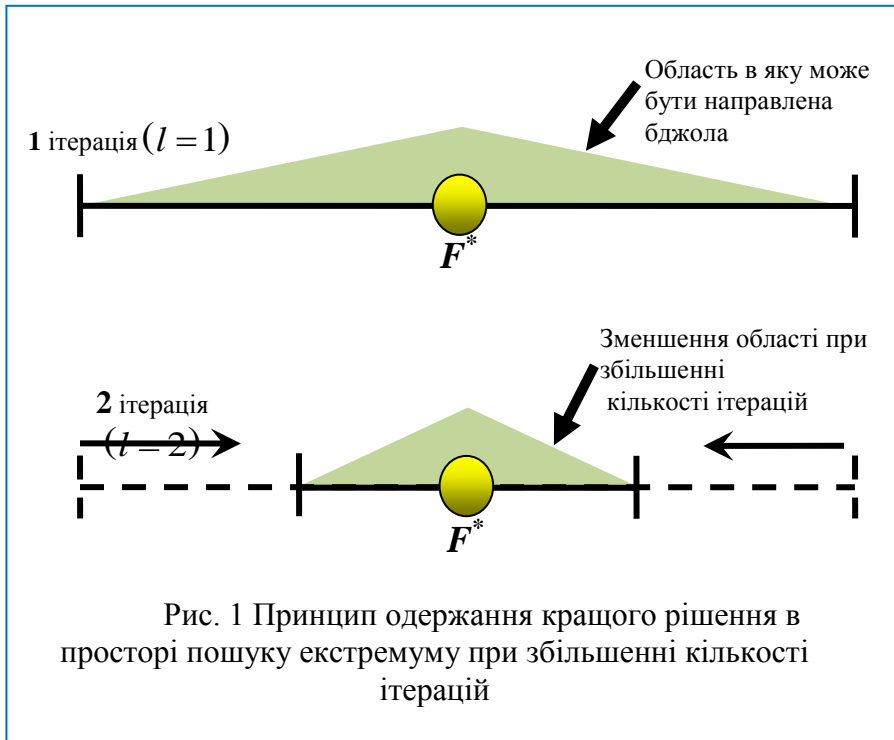 Область в яку може
бути направлена
бджола
1 ітерація (l = 1)
F*
Зменшення області при
збільшенні
кількості ітерацій
2 ітерація
(l = 2)
F*
Рис. 1 Принцип одержання кращого рішення в
просторі пошуку екстремуму при збільшенні кількості
ітерацій